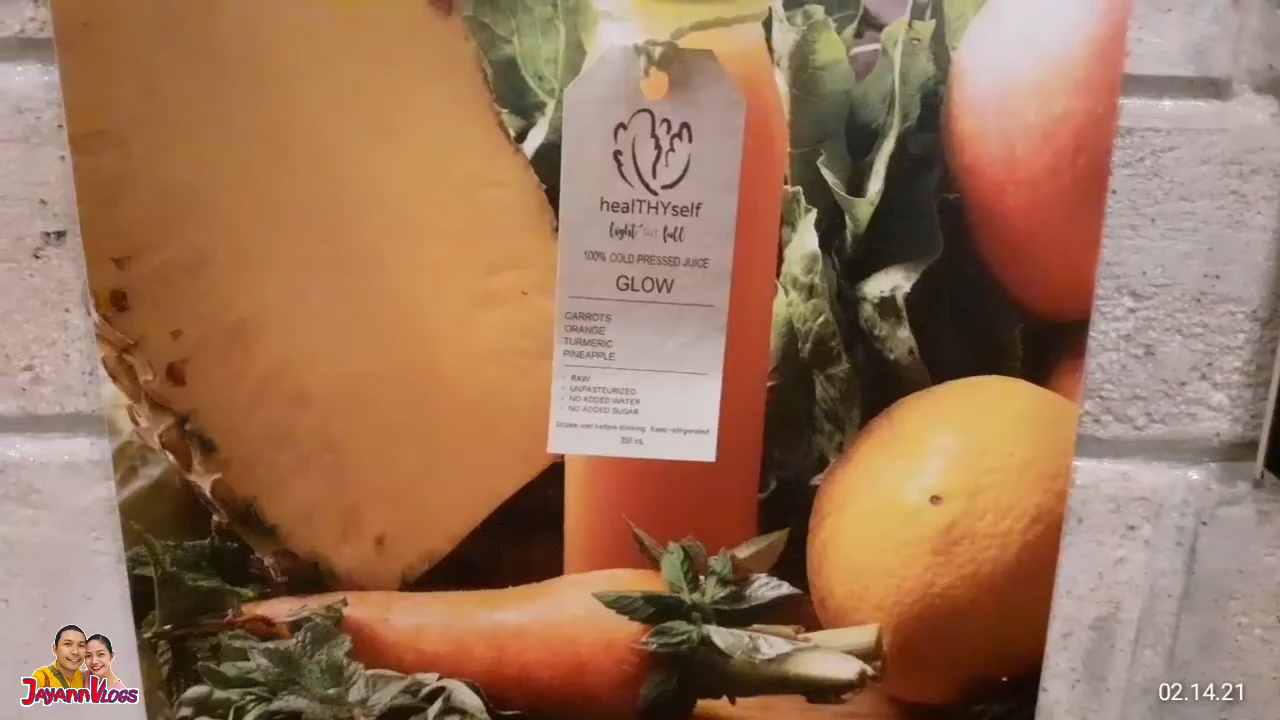 healTHYself
light BUT full
100% COLD PRESSED JUICE
GLOW
CARROTS
ORANGE
TURMERIC
PINEAPPLE
- RAW
- UNPASTEURIZED
- NO ADDED WATER
- NO ADDED SUGAR
Shake well before drinking. Keep refrigerated
350 mL
JAYANN VLOGS
02.14.21